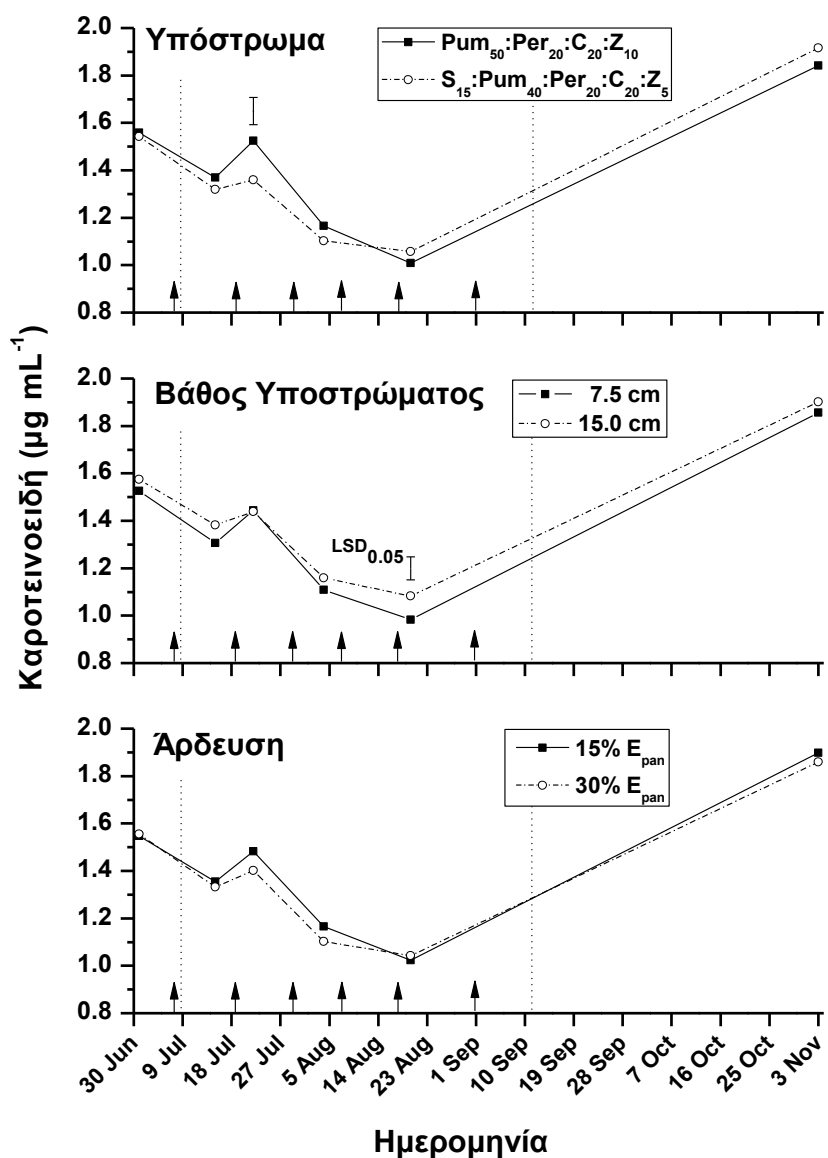 Υπόστρωμα
Pum50:Per20:C20:Z10
S15:Pum40:Per20:C20:Z5
2.0
1.8
1.6
1.4
1.2
1.0
0.8
Βάθος Υποστρώματος
7.5 cm
15.0 cm
LSD0.05
2.0
1.8
1.6
1.4
1.2
1.0
0.8
Καροτεινοειδή (μg mL-1)
Άρδευση
15% Epan
30% Epan
2.0
1.8
1.6
1.4
1.2
1.0
0.8
30 Jun
9 Jul
18 Jul
27 Jul
5 Aug
14 Aug
23 Aug
1 Sep
10 Sep
19 Sep
28 Sep
7 Oct
16 Oct
25 Oct
3 Nov
Ημερομηνία